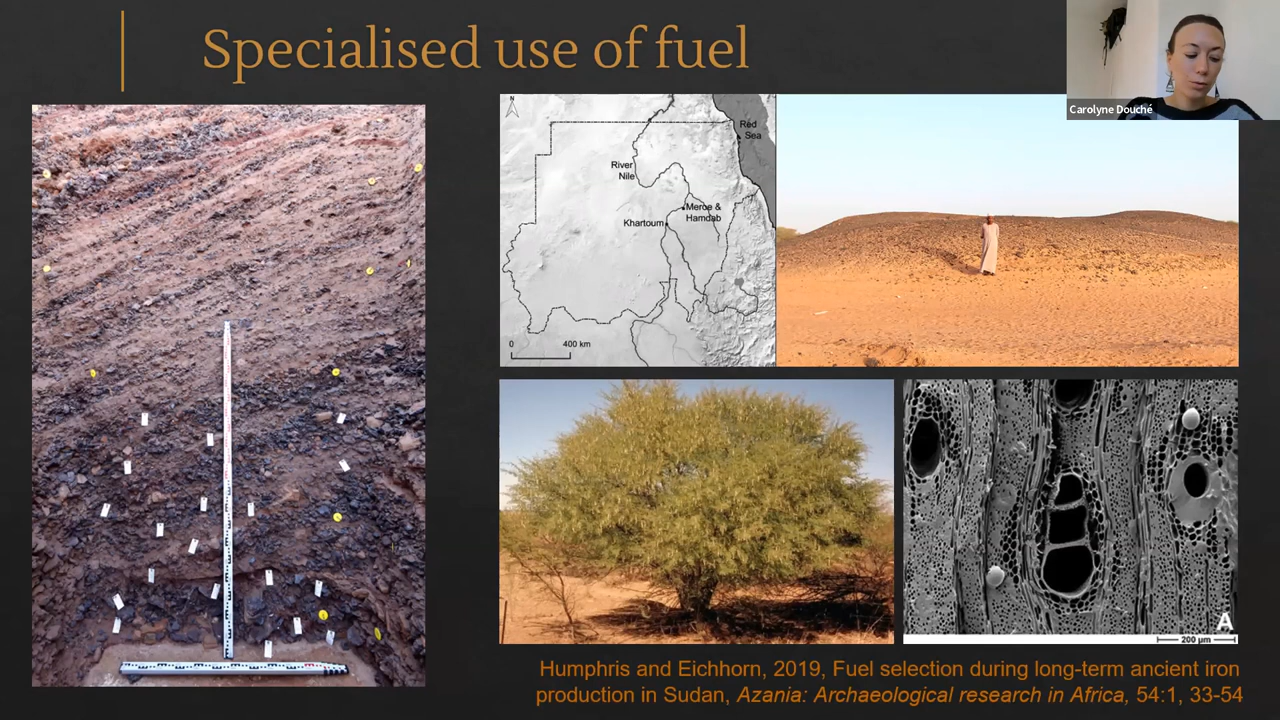 Specialised use of fuel
Carolyne Douché
N
Red
Sea
River
Nile
Meroe &
Hamdab
Khartoum
0 400 km
A
200 µm
Humphris and Eichhorn, 2019, Fuel selection during long-term ancient iron
production in Sudan, Azania: Archaeological research in Africa, 54:1, 33-54